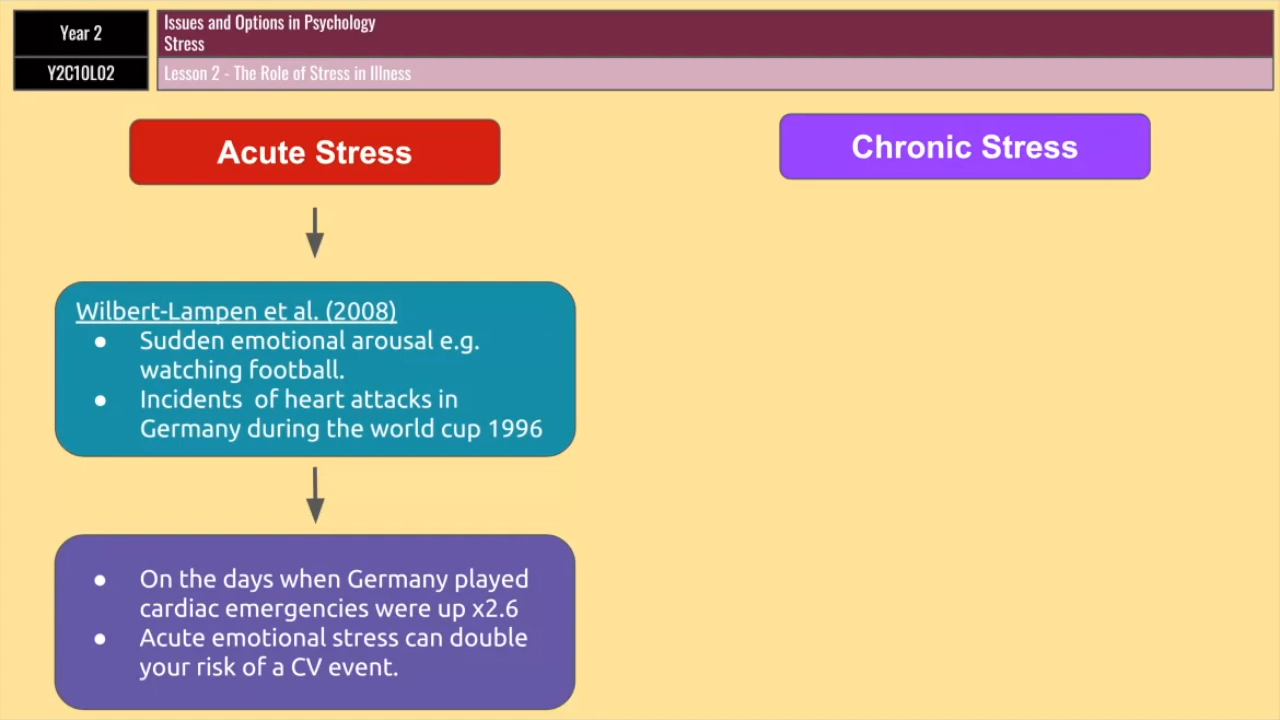 Year 2
Issues and Options in Psychology
Stress
Y2C10L02
Lesson 2 - The Role of Stress in Illness
Acute Stress
Chronic Stress
Wilbert-Lampen et al. (2008)
● Sudden emotional arousal e.g.
watching football.
● Incidents of heart attacks in
Germany during the world cup 1996
● On the days when Germany played
cardiac emergencies were up x2.6
● Acute emotional stress can double
your risk of a CV event.